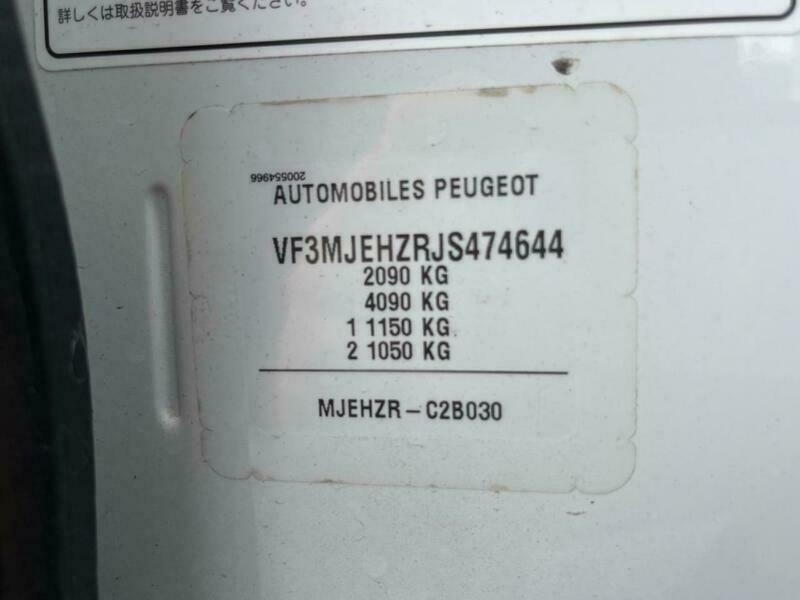 詳しくは取扱説明書をご覧ください。
200554966
AUTOMOBILES PEUGEOT
VF3MJEHZRJS474644
2090 KG
4090 KG
1 1150 KG
2 1050 KG
MJEHZR - C2B030